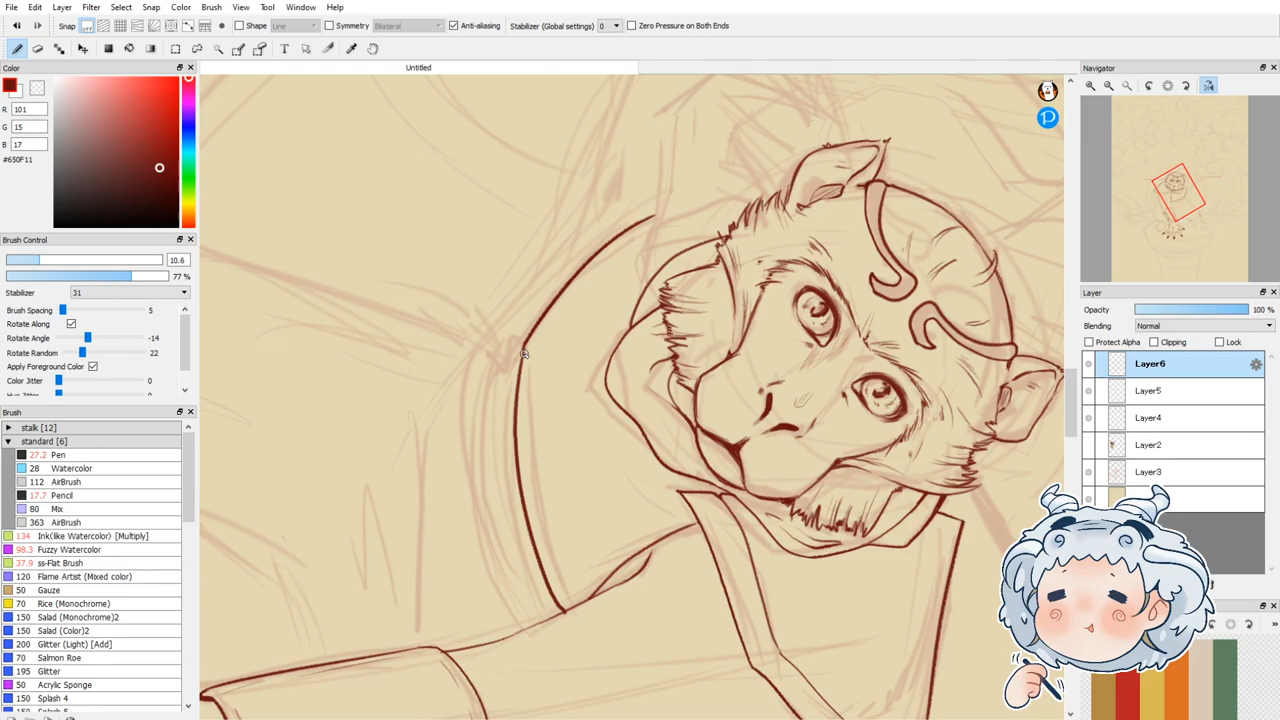 File Edit Layer Filter Select Snap Color Brush View Tool Window Help
Snap off Shape Line Symmetry Bilateral Anti-aliasing Stabilizer (Global settings) 0 Zero Pressure on Both Ends
Untitled
Color
R 101
G 15
B 17
#650F11
Brush Control
10.6
77 %
Stabilizer 31
Brush Spacing 5
Rotate Along
Rotate Angle -14
Rotate Random 22
Apply Foreground Color
Color Jitter 0
Brush
stalk [12]
standard [6]
27.2 Pen
28 Watercolor
112 AirBrush
17.7 Pencil
80 Mix
363 AirBrush
134 Ink(like Watercolor) [Multiply]
98.3 Fuzzy Watercolor
37.9 ss-Flat Brush
120 Flame Artist (Mixed color)
50 Gauze
70 Rice (Monochrome)
150 Salad (Monochrome)2
150 Salad (Color)2
200 Glitter (Light) [Add]
70 Salmon Roe
195 Glitter
50 Acrylic Spongel
150 Splash 4
Navigator
Layer
Opacity 100 %
Blending Normal
Protect Alpha Clipping Lock
Layer6
Layer5
Layer4
Layer2
Layer3